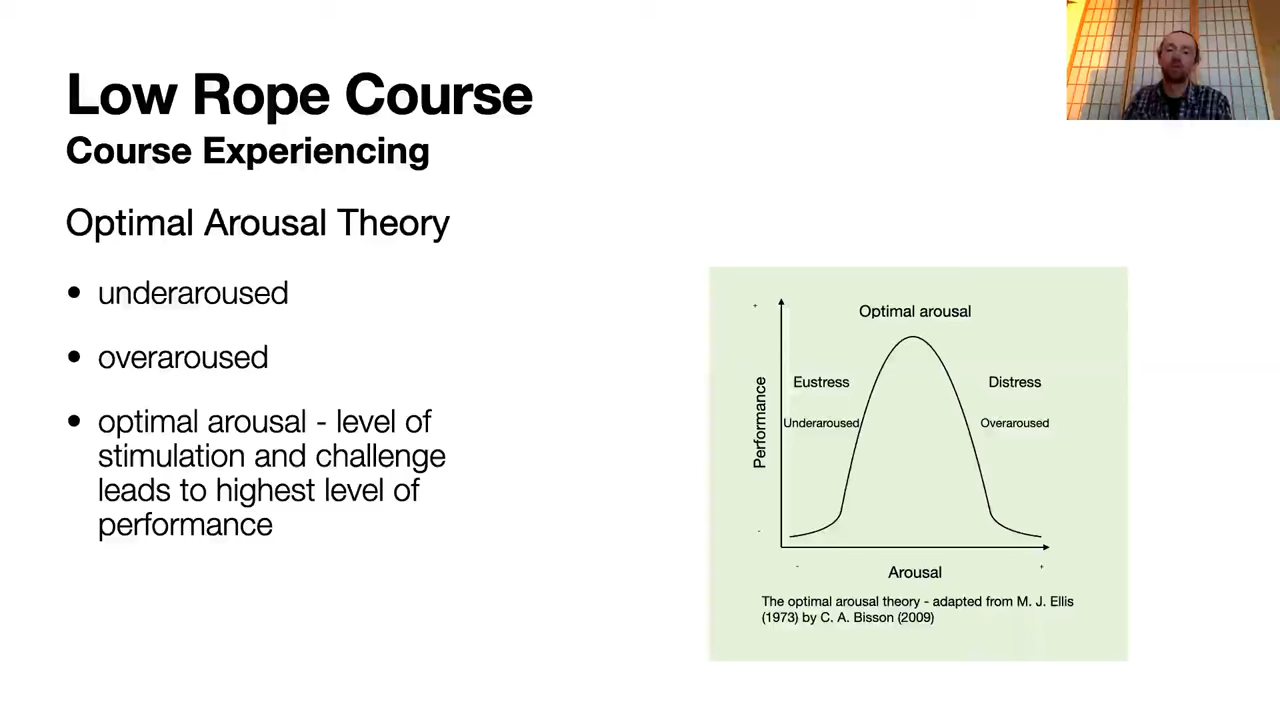 Low Rope Course
Course Experiencing
Optimal Arousal Theory
• underaroused
• overaroused
• optimal arousal - level of
stimulation and challenge
leads to highest level of
performance
+
Optimal arousal
Eustress
Distress
Underaroused
Overaroused
Performance
-
-
+
Arousal
The optimal arousal theory - adapted from M. J. Ellis
(1973) by C. A. Bisson (2009)